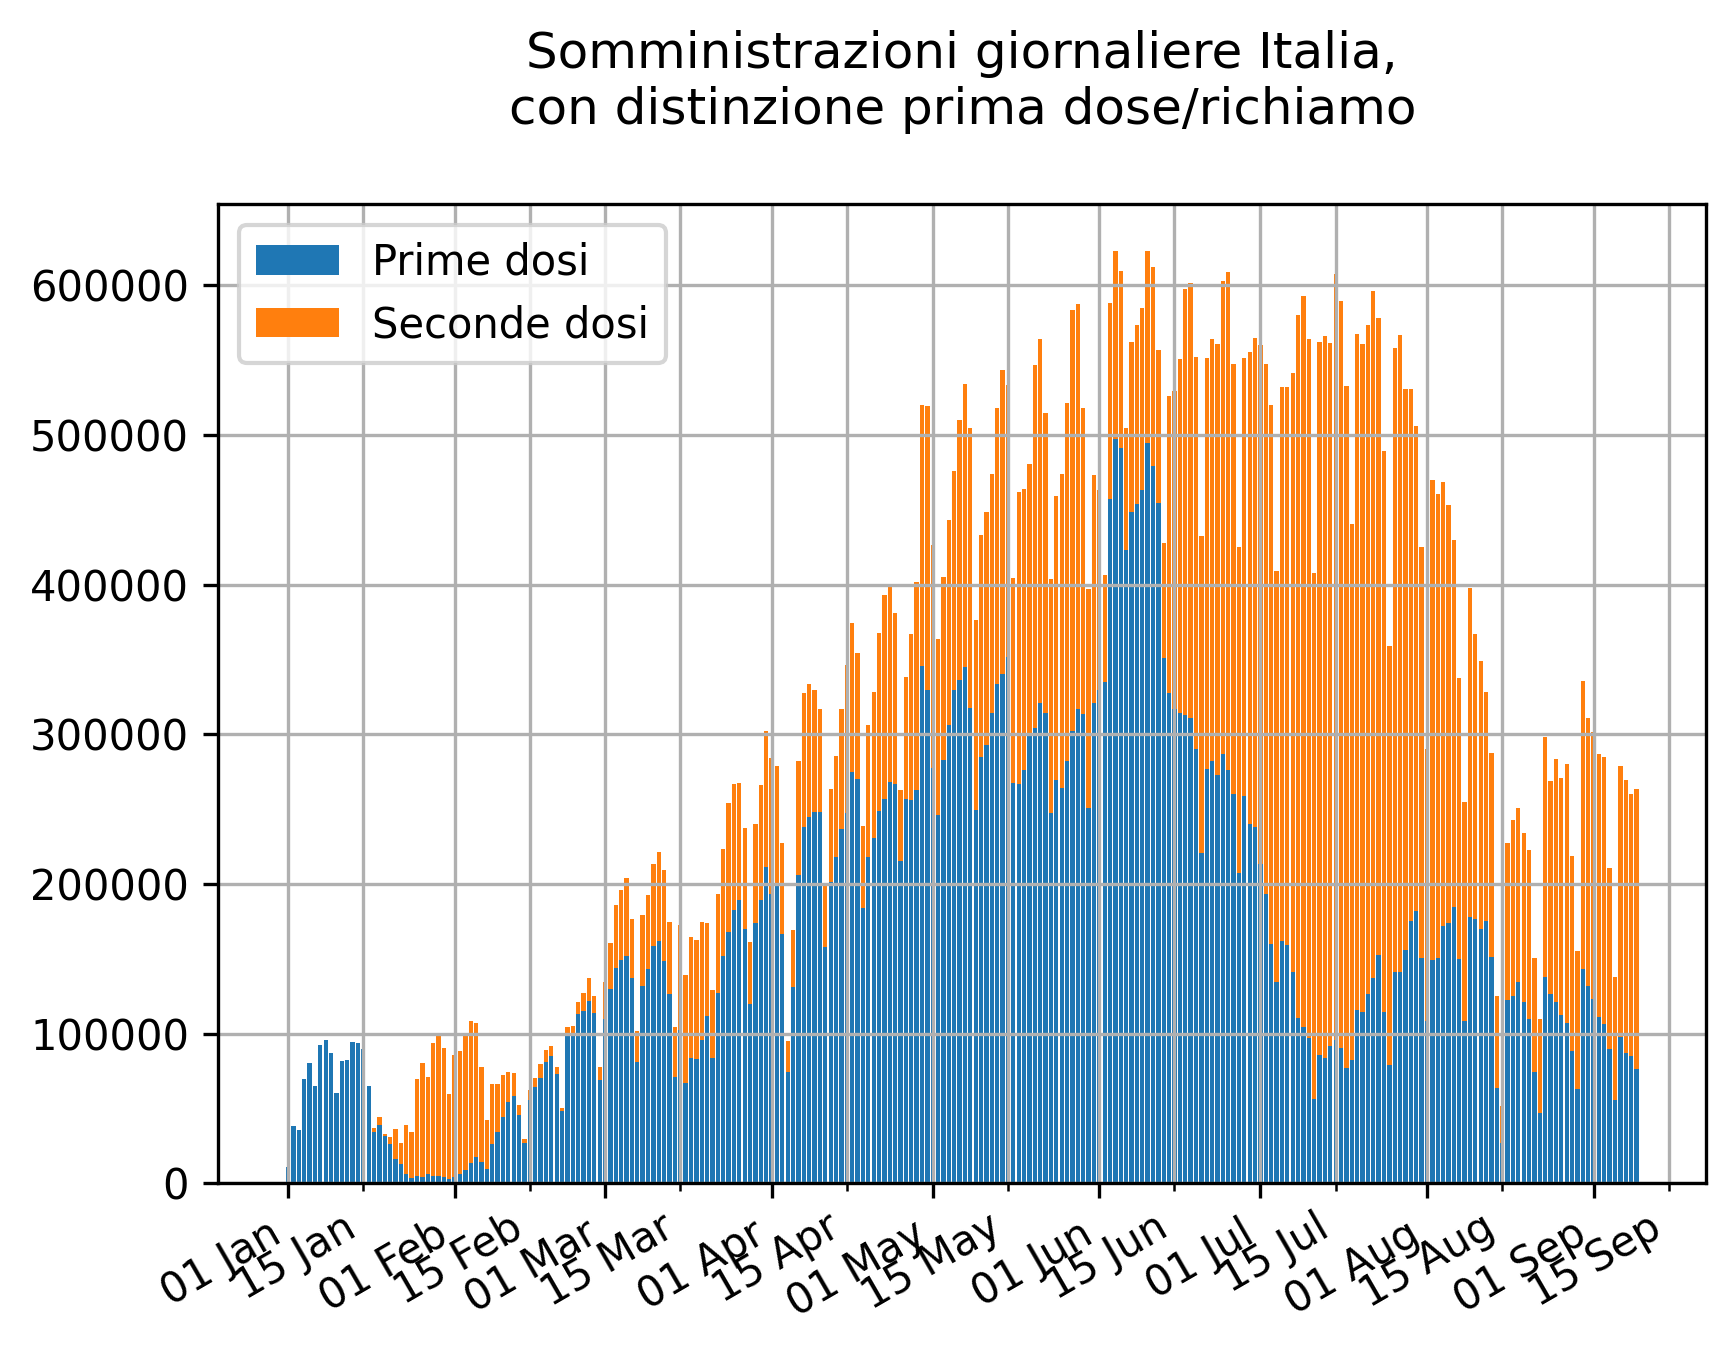 Somministrazioni giornaliere Italia,
con distinzione prima dose/richiamo
Prime dosi
Seconde dosi
600000
500000
400000
300000
200000
100000
0
01 Jan
15 Jan
01 Feb
15 Feb
01 Mar
15 Mar
01 Apr
15 Apr
01 May
15 May
01 Jun
15 Jun
01 Jul
15 Jul
01 Aug
15 Aug
01 Sep
15 Sep